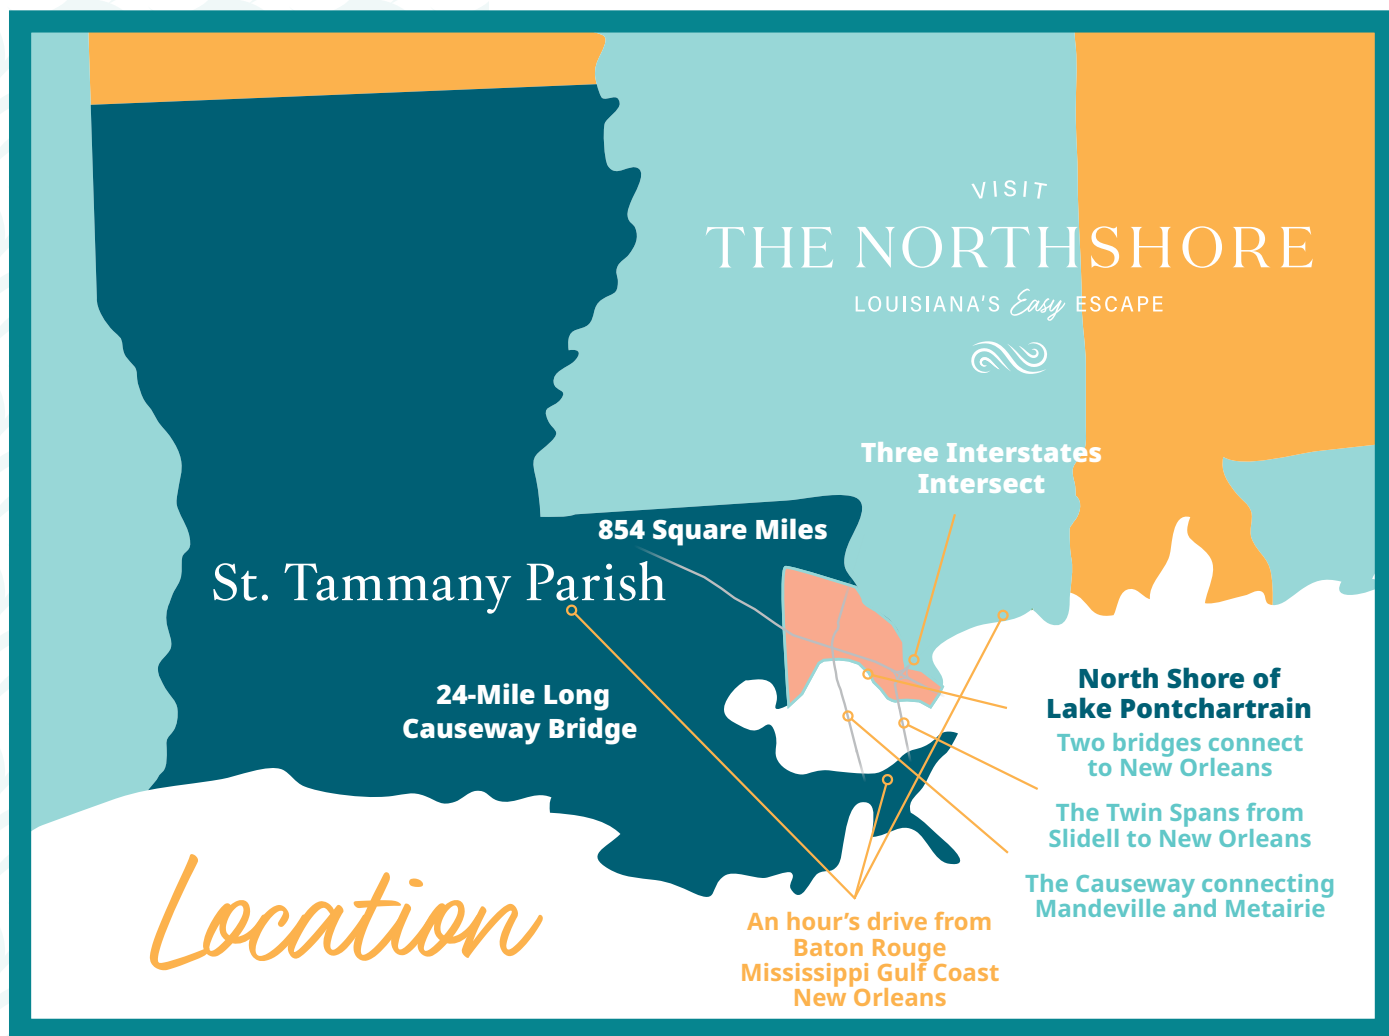 VISIT
THE NORTHSHORE
LOUISIANA'S Easy ESCAPE
Three Interstates
Intersect
854 Square Miles
St. Tammany Parish
24-Mile Long
Causeway Bridge
North Shore of
Lake Pontchartrain
Two bridges connect
to New Orleans
The Twin Spans from
Slidell to New Orleans
The Causeway connecting
Mandeville and Metairie
Location
An hour’s drive from
Baton Rouge
Mississippi Gulf Coast
New Orleans